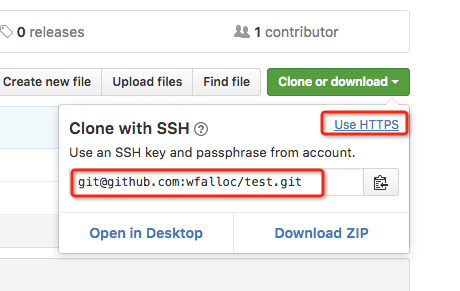 0 releases
1 contributor
Create new file
Upload files
Find file
Clone or download
Clone with SSH
Use HTTPS
Use an SSH key and passphrase from account.
git@github.com:wfalloc/test.git
Open in Desktop
Download ZIP